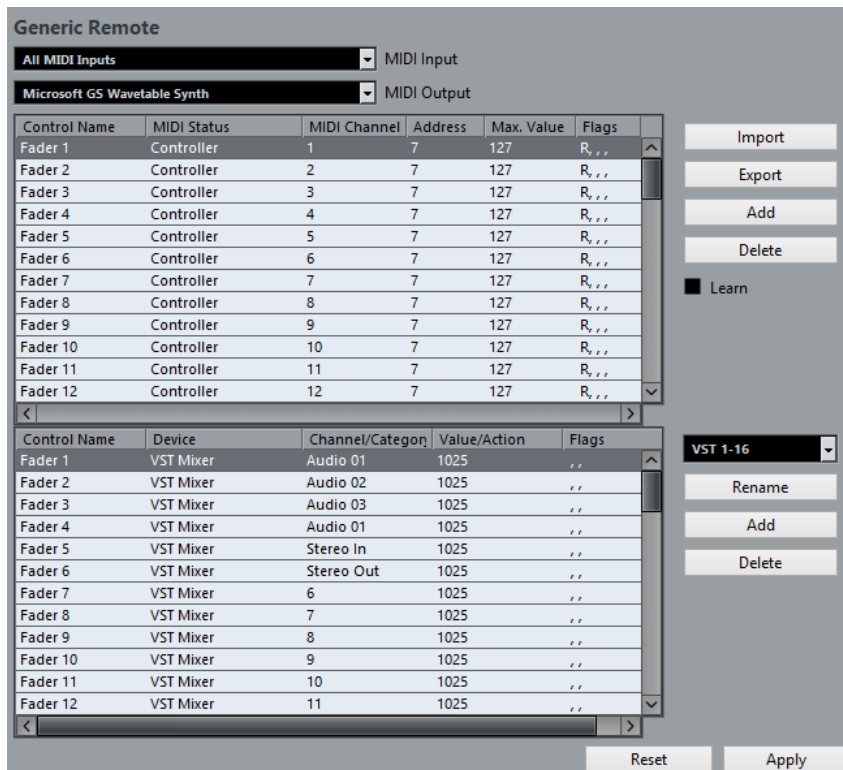 Generic Remote
All MIDI Inputs MIDI Input
Microsoft GS Wavetable Synth MIDI Output
Control Name MIDI Status MIDI Channel Address Max. Value Flags
Fader 1 Controller 1 7 127 R, , ,
Fader 2 Controller 2 7 127 R, , ,
Fader 3 Controller 3 7 127 R, , ,
Fader 4 Controller 4 7 127 R, , ,
Fader 5 Controller 5 7 127 R, , ,
Fader 6 Controller 6 7 127 R, , ,
Fader 7 Controller 7 7 127 R, , ,
Fader 8 Controller 8 7 127 R, , ,
Fader 9 Controller 9 7 127 R, , ,
Fader 10 Controller 10 7 127 R, , ,
Fader 11 Controller 11 7 127 R, , ,
Fader 12 Controller 12 7 127 R, , ,
Import
Export
Add
Delete
Learn
Control Name Device Channel/Categor Value/Action Flags
Fader 1 VST Mixer Audio 01 1025 , ,
Fader 2 VST Mixer Audio 02 1025 , ,
Fader 3 VST Mixer Audio 03 1025 , ,
Fader 4 VST Mixer Audio 01 1025 , ,
Fader 5 VST Mixer Stereo In 1025 , ,
Fader 6 VST Mixer Stereo Out 1025 , ,
Fader 7 VST Mixer 6 1025 , ,
Fader 8 VST Mixer 7 1025 , ,
Fader 9 VST Mixer 8 1025 , ,
Fader 10 VST Mixer 9 1025 , ,
Fader 11 VST Mixer 10 1025 , ,
Fader 12 VST Mixer 11 1025 , ,
VST 1-16
Rename
Add
Delete
Reset Apply